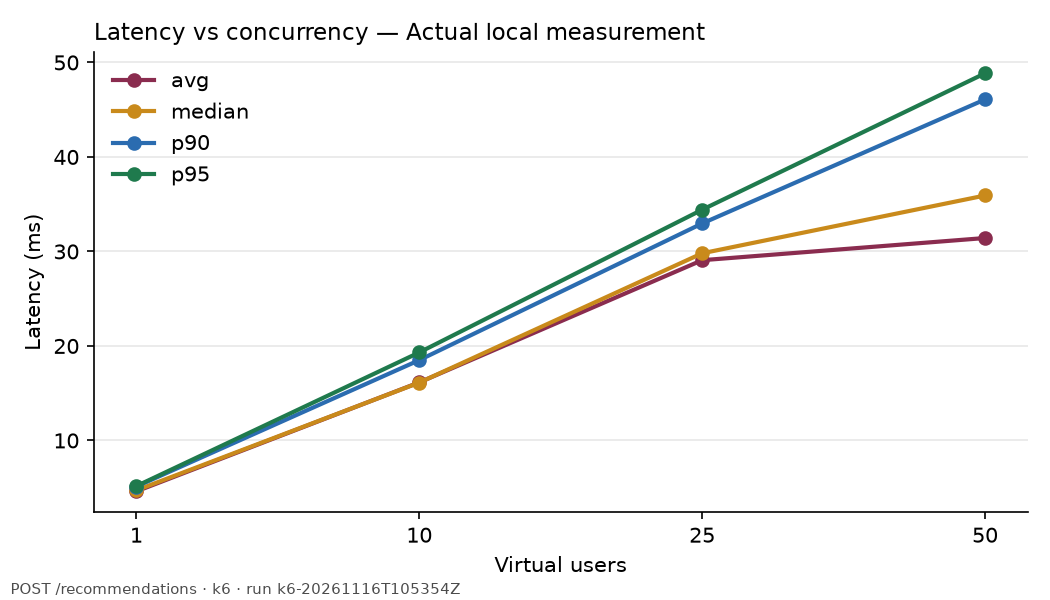 Latency vs concurrency — Actual local measurement
50
40
30
20
10
Latency (ms)
avg
median
p90
p95
1 10 25 50
Virtual users
POST /recommendations · k6 · run k6-20261116T105354Z